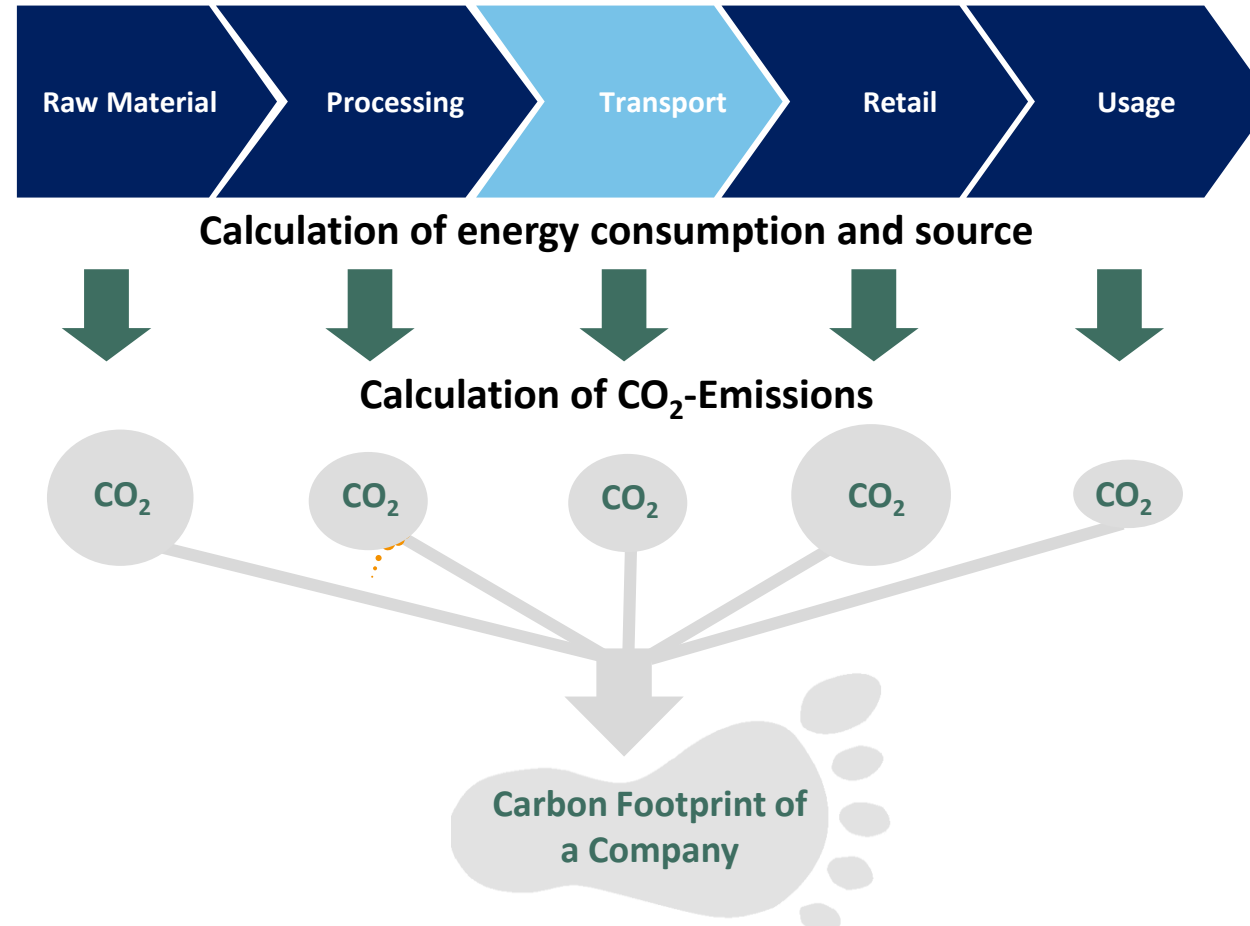 Raw Material
Processing
Transport
Retail
Usage
Calculation of energy consumption and source
Calculation of CO₂-Emissions
CO₂
CO₂
CO₂
CO₂
CO₂
Carbon Footprint of
a Company